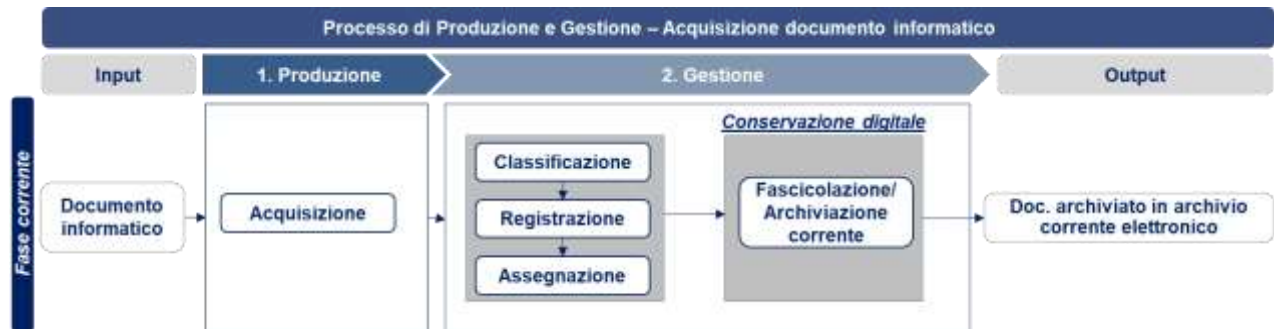 Processo di Produzione e Gestione – Acquisizione documento informatico
Input
1. Produzione
2. Gestione
Output
Fase corrente
Documento
informatico
Acquisizione
Classificazione
Registrazione
Assegnazione
Conservazione digitale
Fascicolazione/
Archiviazione
corrente
Doc. archiviato in archivio
corrente elettronico